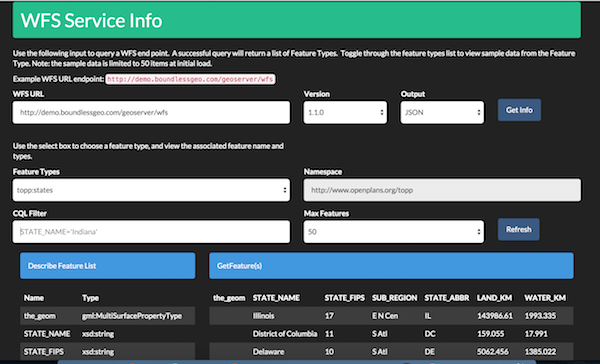 WFS Service Info
Use the following input to query a WFS end point. A successful query will return a list of Feature Types. Toggle through the feature types list to view sample data from the Feature
Type. Note: the sample data is limited to 50 items at initial load.
Example WFS URL endpoint: http://demo.boundlessgeo.com/geoserver/wfs
WFS URL Version Output
http://demo.boundlessgeo.com/geoserver/wfs 1.1.0 JSON Get Info
Use the select box to choose a feature type, and view the associated feature name and
types.
Feature Types Namespace
topp:states http://www.openplans.org/topp
CQL Filter Max Features
STATE_NAME='Indiana' 50 Refresh
Describe Feature List GetFeature(s)
Name Type the_geom STATE_NAME STATE_FIPS SUB_REGION STATE_ABBR LAND_KM WATER_KM
the_geom gml:MultiSurfacePropertyType Illinois 17 E N Cen IL 143986.61 1993.335
STATE_NAME xsd:string District of Columbia 11 S Atl DC 159.055 17.991
STATE_FIPS xsd:string Delaware 10 S Atl DE 5062.456 1385.022